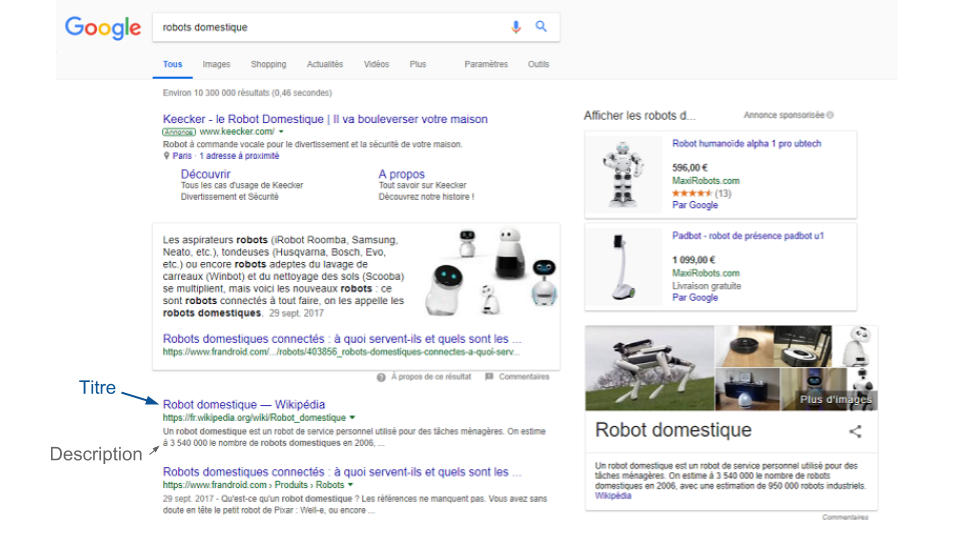 Google
robots domestique
Tous Images Shopping Actualités Vidéos Plus Paramètres Outils
Environ 10 300 000 résultats (0,46 secondes)
Keecker - le Robot Domestique | Il va bouleverser votre maison
Annonce www.keecker.com/
Robot à commande vocale pour le divertissement et la sécurité de votre maison.
Paris · 1 adresse à proximité
Découvrir
Tous les cas d'usage de Keecker
Divertissement et Sécurité
A propos
Tout savoir sur Keecker
Découvrez notre histoire !
Les aspirateurs robots (iRobot Roomba, Samsung,
Neato, etc.), tondeuses (Husqvarna, Bosch, Evo,
etc.) ou encore robots adeptes du lavage de
carreaux (Winbot) et du nettoyage des sols (Scooba)
se multiplient, mais voici les nouveaux robots : ce
sont robots connectés à tout faire, on les appelle les
robots domestiques. 29 sept. 2017
Robots domestiques connectés : à quoi servent-ils et quels sont les ...
https://www.frandroid.com/.../robots/403856_robots-domestiques-connectes-a-quoi-serv...
À propos de ce résultat Commentaires
Titre
Robot domestique — Wikipédia
https://fr.wikipedia.org/wiki/Robot_domestique
Un robot domestique est un robot de service personnel utilisé pour des tâches ménagères. On estime
à 3 540 000 le nombre de robots domestiques en 2006, ...
Description
Robots domestiques connectés : à quoi servent-ils et quels sont les ...
https://www.frandroid.com › Produits › Robots
29 sept. 2017 - Qu'est-ce qu'un robot domestique ? Les références ne manquent pas. Vous avez sans
doute en tête le petit robot de Pixar : Well-e, ou encore ...
Afficher les robots d... Annonce sponsorisée
Robot humanoïde alpha 1 pro ubtech
596,00 €
MaxiRobots.com
(13)
Par Google
Padbot - robot de présence padbot u1
1 099,00 €
MaxiRobots.com
Livraison gratuite
Par Google
Plus d'images
Robot domestique
Un robot domestique est un robot de service personnel utilisé pour des
tâches ménagères. On estime à 3 540 000 le nombre de robots
domestiques en 2006, avec une estimation de 950 000 robots industriels.
Wikipédia
Commentaires